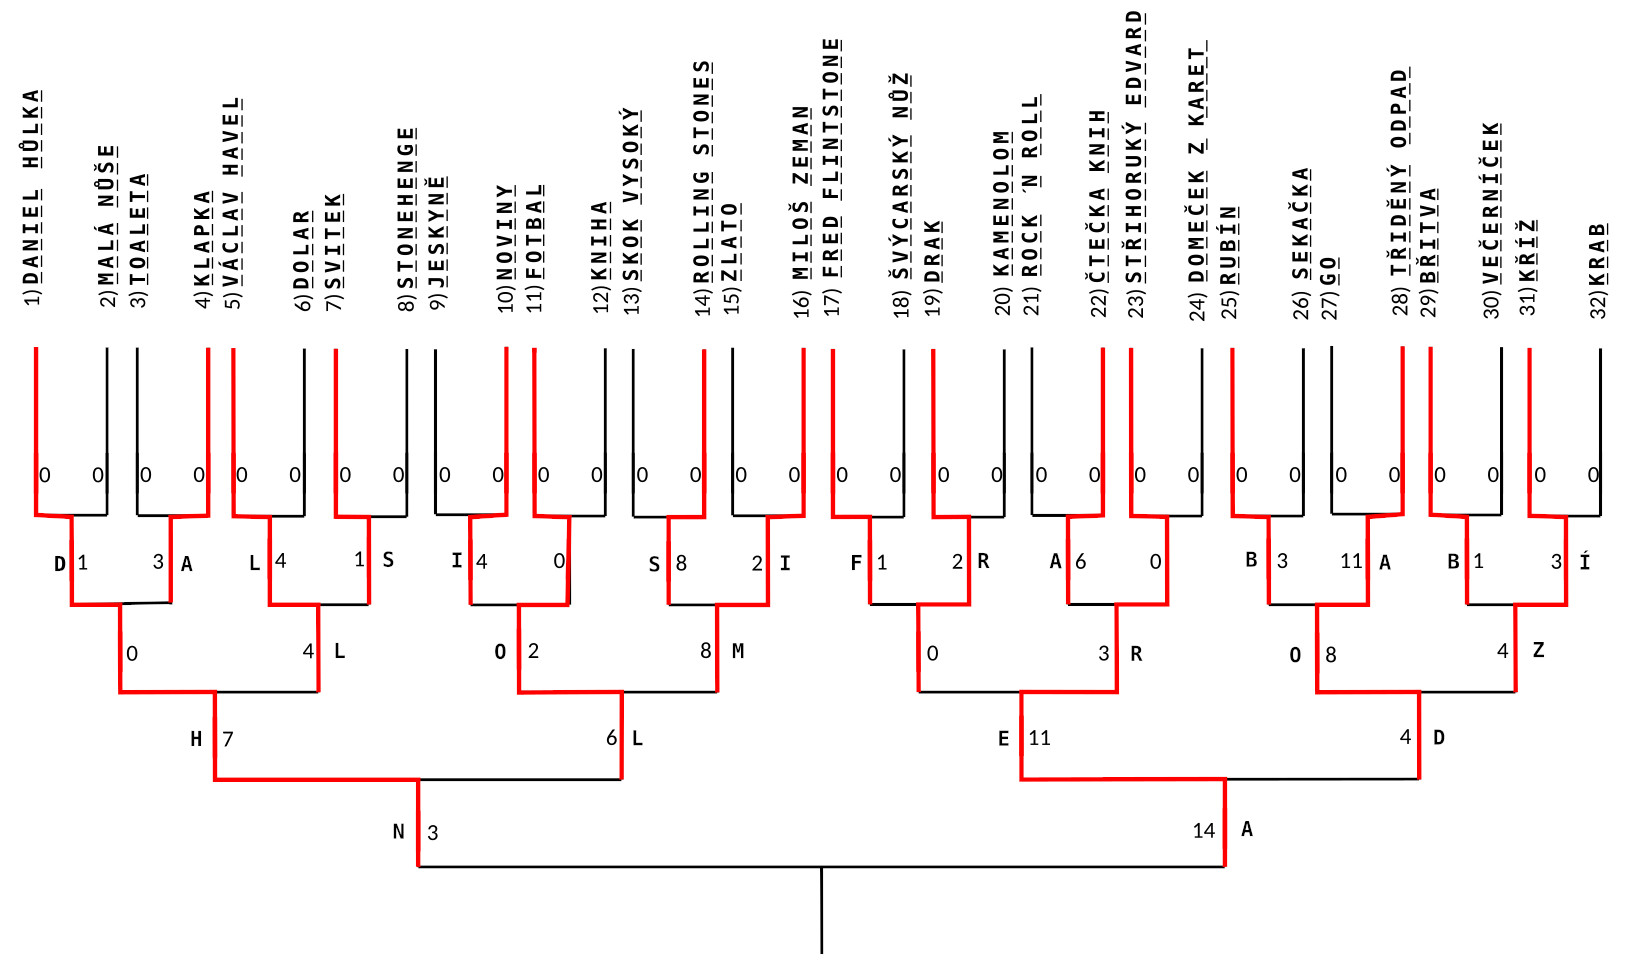 1) DANIEL HŮLKA
2) MALÁ NŮŠE
3) TOALETA
4) KLAPKA
5) VÁCLAV HAVEL
6) DOLAR
7) SVITEK
8) STONEHENGE
9) JESKYNĚ
10) NOVINY
11) FOTBAL
12) KNIHA
13) SKOK VYSOKÝ
14) ROLLING STONES
15) ZLATO
16) MILOŠ ZEMAN
17) FRED FLINTSTONE
18) ŠVÝCARSKÝ NŮŽ
19) DRAK
20) KAMENOLOM
21) ROCK ´N ROLL
22) ČTEČKA KNIH
23) STŘIHORUKÝ EDVARD
24) DOMEČEK Z KARET
25) RUBÍN
26) SEKAČKA
27) GO
28) TŘIDĚNÝ ODPAD
29) BŘITVA
30) VEČERNÍČEK
31) KŘÍŽ
32) KRAB
0 0 0 0 0 0 0 0 0 0 0 0 0 0 0 0 0 0 0 0 0 0 0 0 0 0 0 0 0 0 0 0
D 1 3 A L 4 1 S I 4 0 S 8 2 I F 1 2 R A 6 0 B 3 11 A B 1 3 Í
0 4 L O 2 8 M 0 3 R O 8 4 Z
H 7 6 L E 11 4 D
N 3 14 A